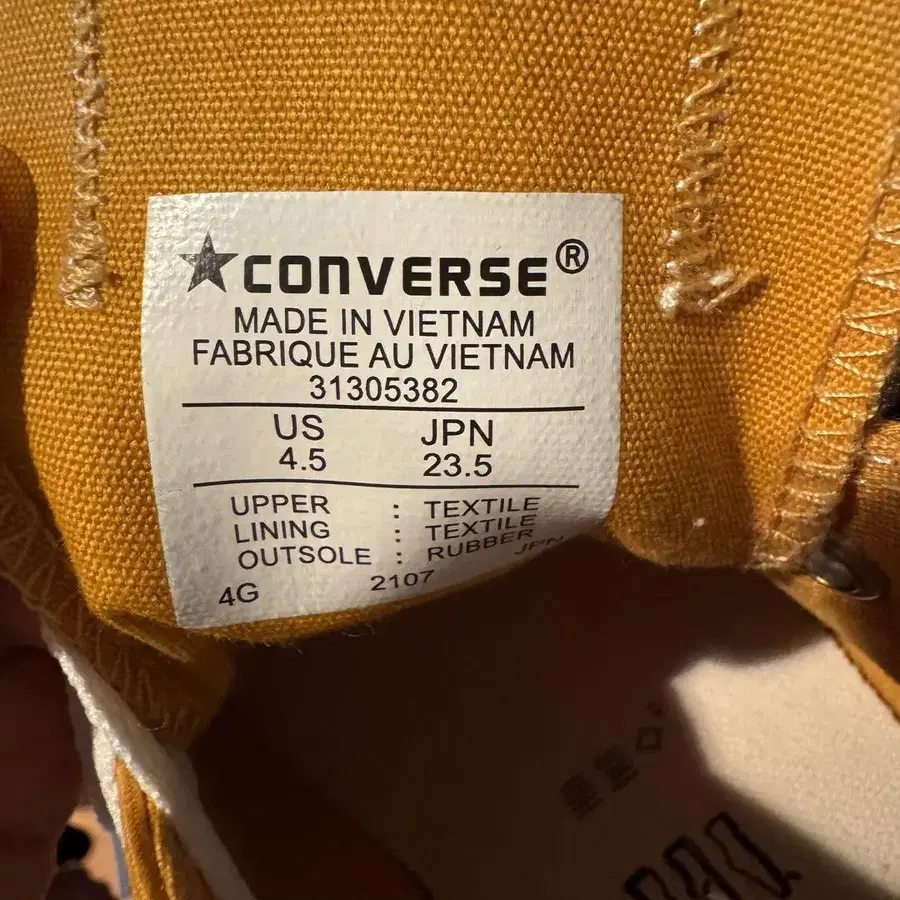 ★CONVERSE®
MADE IN VIETNAM
FABRIQUE AU VIETNAM
31305382
US JPN
4.5 23.5
UPPER : TEXTILE
LINING : TEXTILE
OUTSOLE : RUBBER
4G 2107 JPN